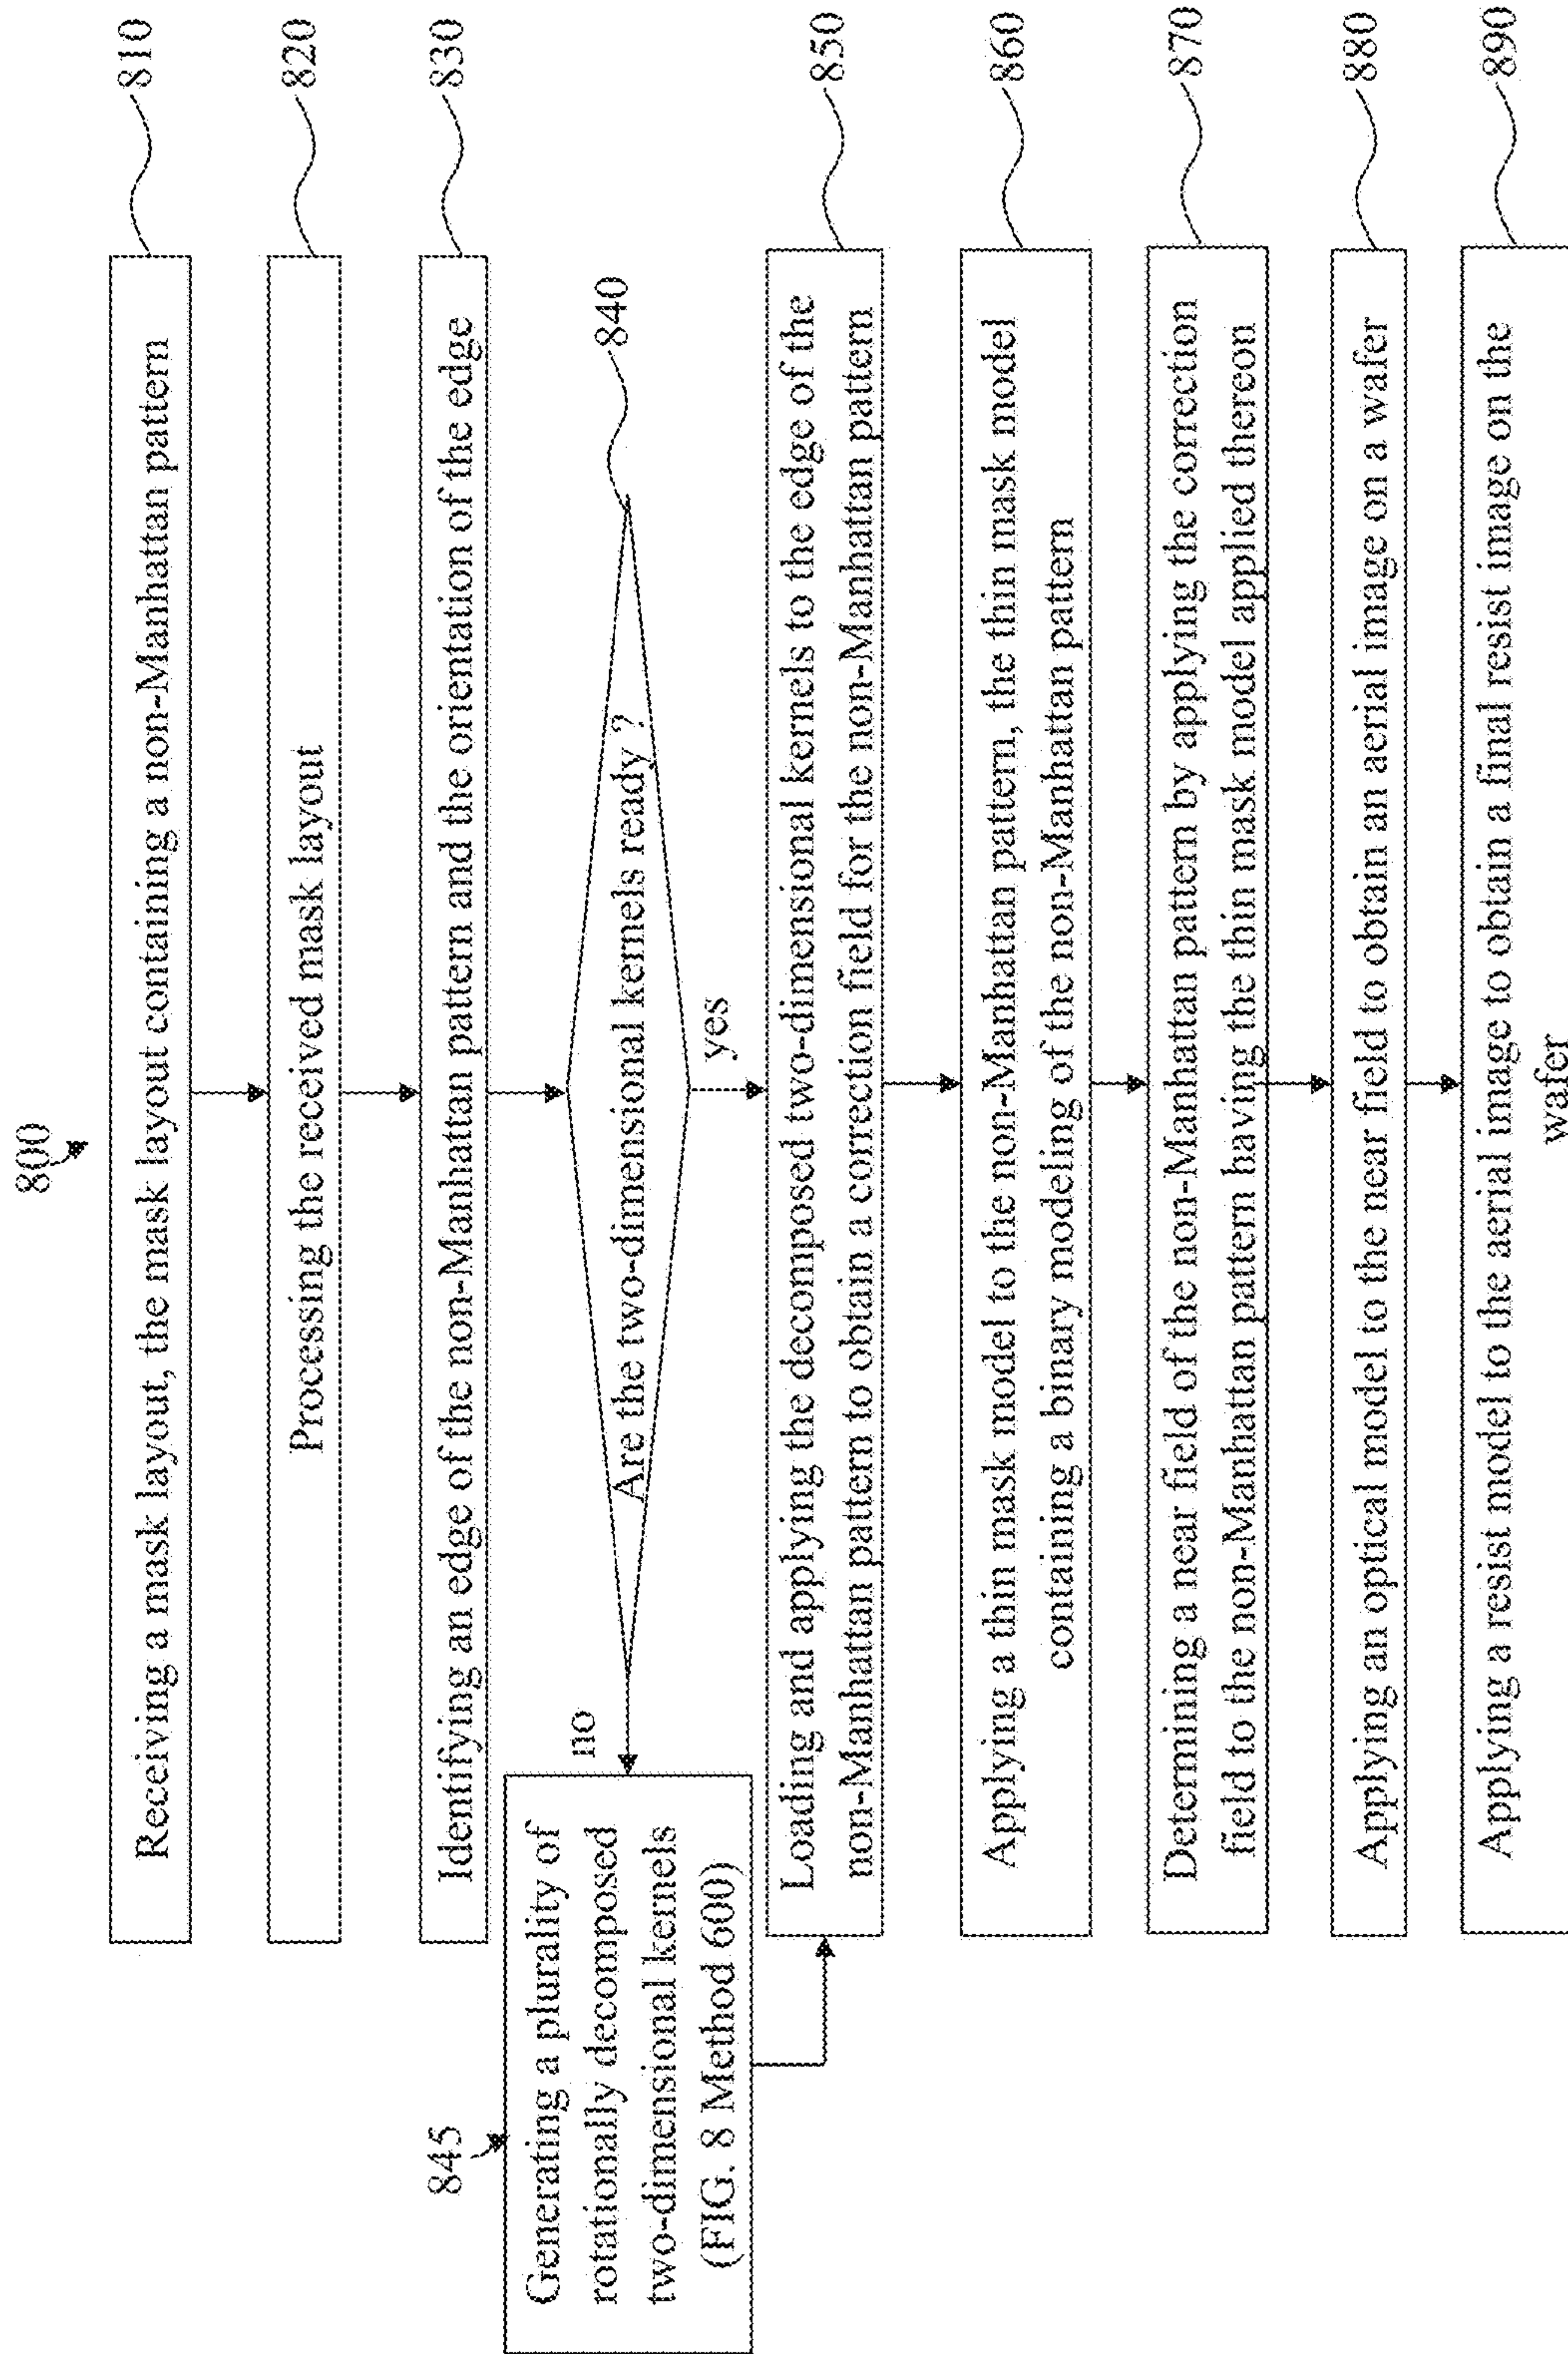 800
Receiving a mask layout, the mask layout containing a non-Manhattan pattern
810
Processing the received mask layout
820
Identifying an edge of the non-Manhattan pattern and the orientation of the edge
830
Are the two-dimensional kernels ready ?
840
no
yes
845
Generating a plurality of
rotationally decomposed
two-dimensional kernels
(FIG. 8 Method 600)
Loading and applying the decomposed two-dimensional kernels to the edge of the
non-Manhattan pattern to obtain a correction field for the non-Manhattan pattern
850
Applying a thin mask model to the non-Manhattan pattern, the thin mask model
containing a binary modeling of the non-Manhattan pattern
860
Determining a near field of the non-Manhattan pattern by applying the correction
field to the non-Manhattan pattern having the thin mask model applied thereon
870
Applying an optical model to the near field to obtain an aerial image on a wafer
880
Applying a resist model to the aerial image to obtain a final resist image on the
wafer
890